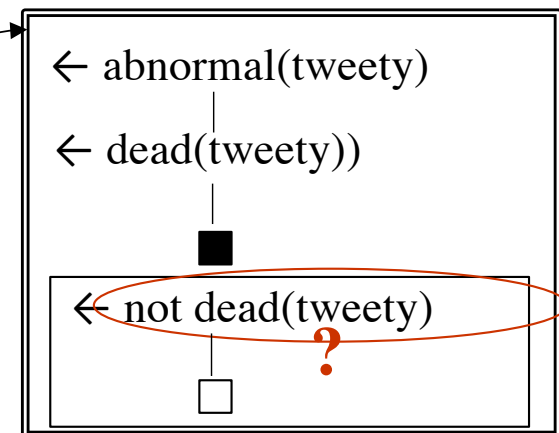 ← abnormal(tweety)
← dead(tweety))
← not dead(tweety)
?